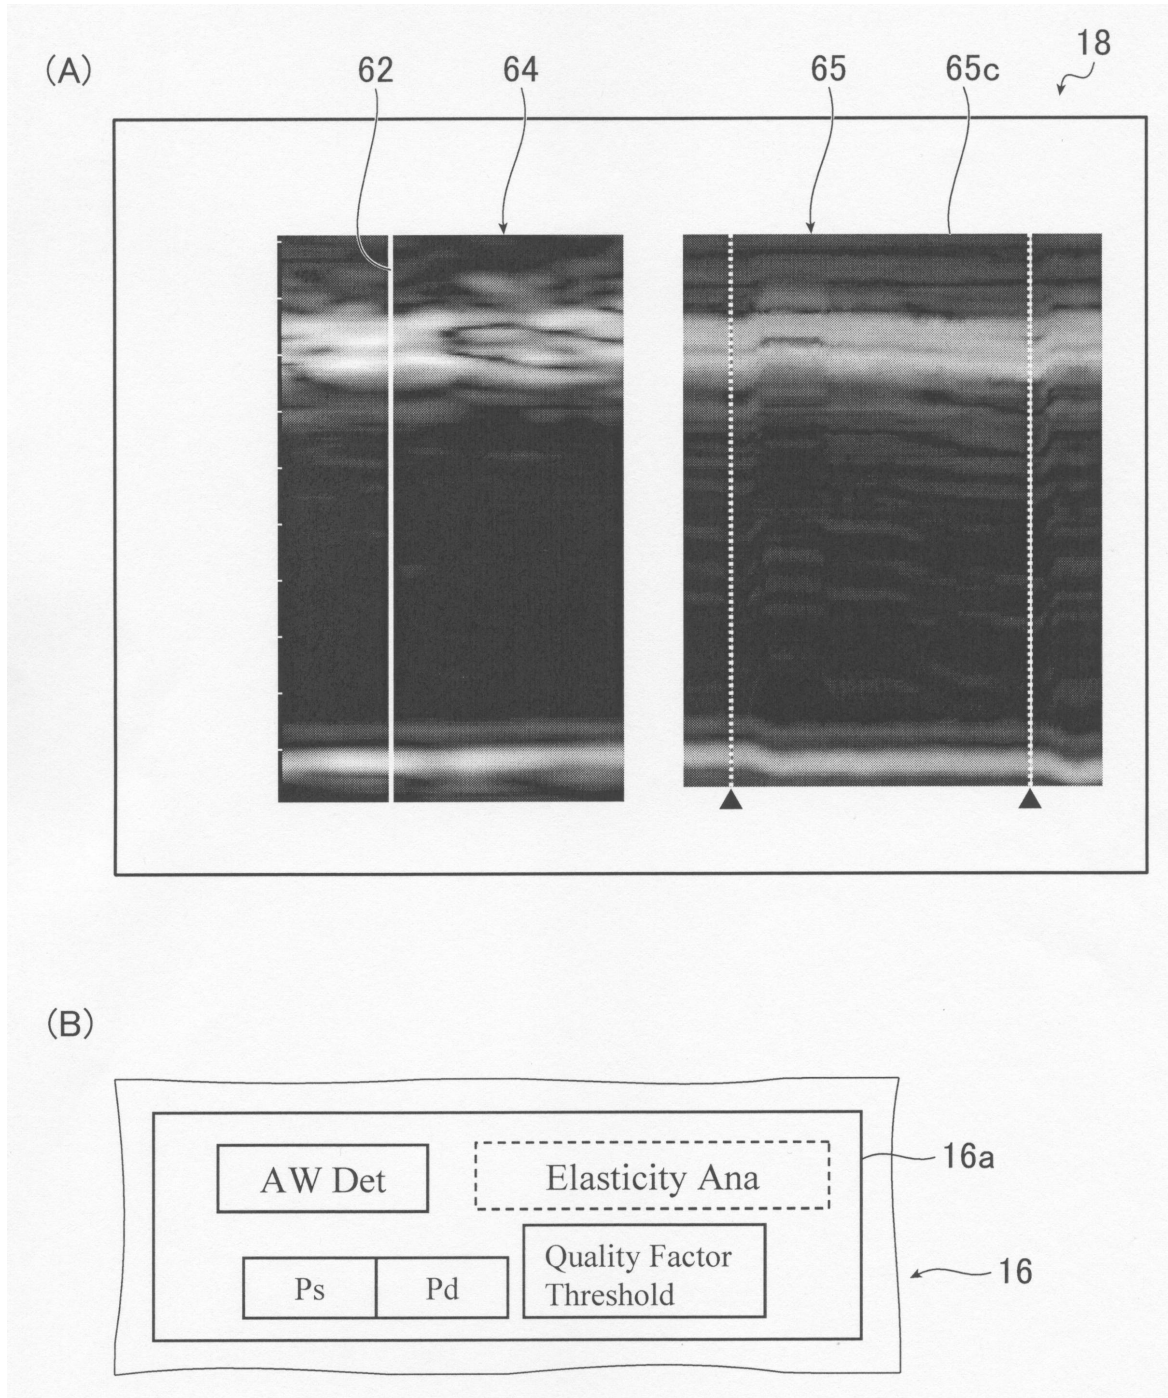 (A)
62
64
65
65c
18
(B)
AW Det
Elasticity Ana
16a
Ps
Pd
Quality Factor
Threshold
16